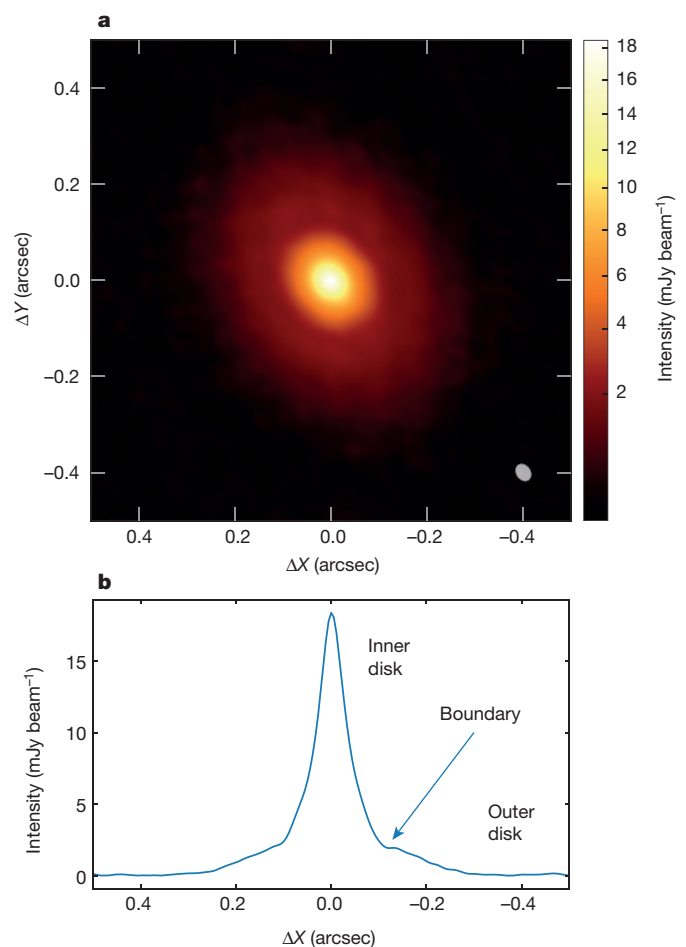 a
0.4
0.2
0.0
−0.2
−0.4
ΔY (arcsec)
0.4 0.2 0.0 −0.2 −0.4
ΔX (arcsec)
18
16
14
12
10
8
6
4
2
Intensity (mJy beam⁻¹)
b
15
10
5
0
Intensity (mJy beam⁻¹)
Inner
disk
Boundary
Outer
disk
0.4 0.2 0.0 −0.2 −0.4
ΔX (arcsec)